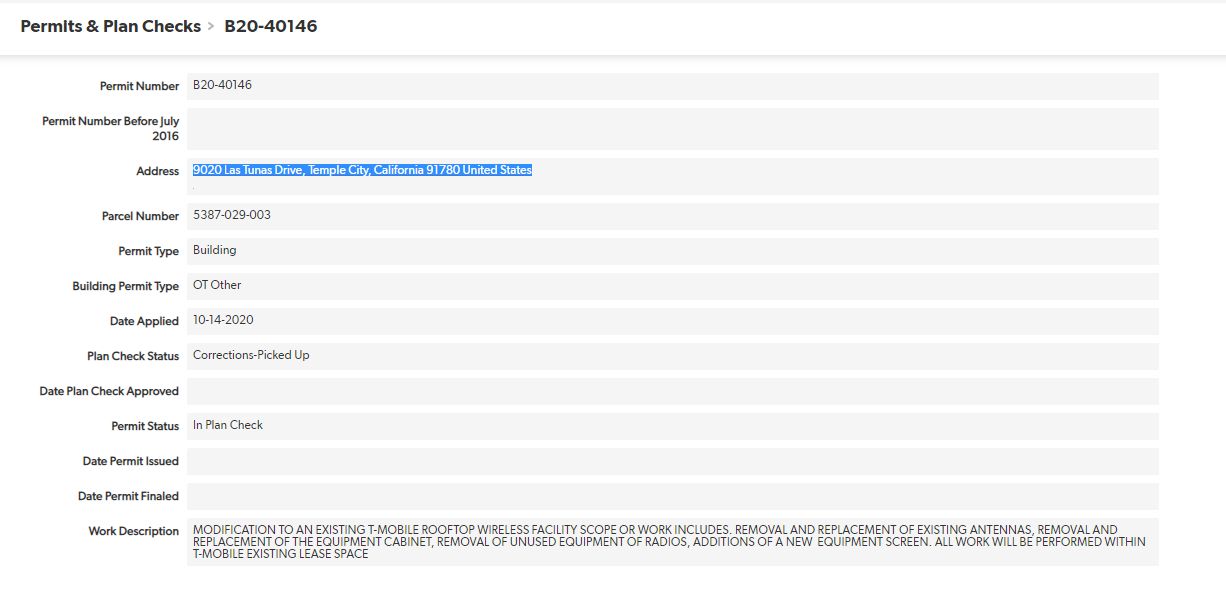 Permits & Plan Checks > B20-40146
Permit Number B20-40146
Permit Number Before July
2016
Address 9020 Las Tunas Drive, Temple City, California 91780 United States
Parcel Number 5387-029-003
Permit Type Building
Building Permit Type OT Other
Date Applied 10-14-2020
Plan Check Status Corrections-Picked Up
Date Plan Check Approved
Permit Status In Plan Check
Date Permit Issued
Date Permit Finaled
Work Description MODIFICATION TO AN EXISTING T-MOBILE ROOFTOP WIRELESS FACILITY SCOPE OR WORK INCLUDES. REMOVAL AND REPLACEMENT OF EXISTING ANTENNAS, REMOVAL AND
REPLACEMENT OF THE EQUIPMENT CABINET, REMOVAL OF UNUSED EQUIPMENT OF RADIOS, ADDITIONS OF A NEW EQUIPMENT SCREEN. ALL WORK WILL BE PERFORMED WITHIN
T-MOBILE EXISTING LEASE SPACE